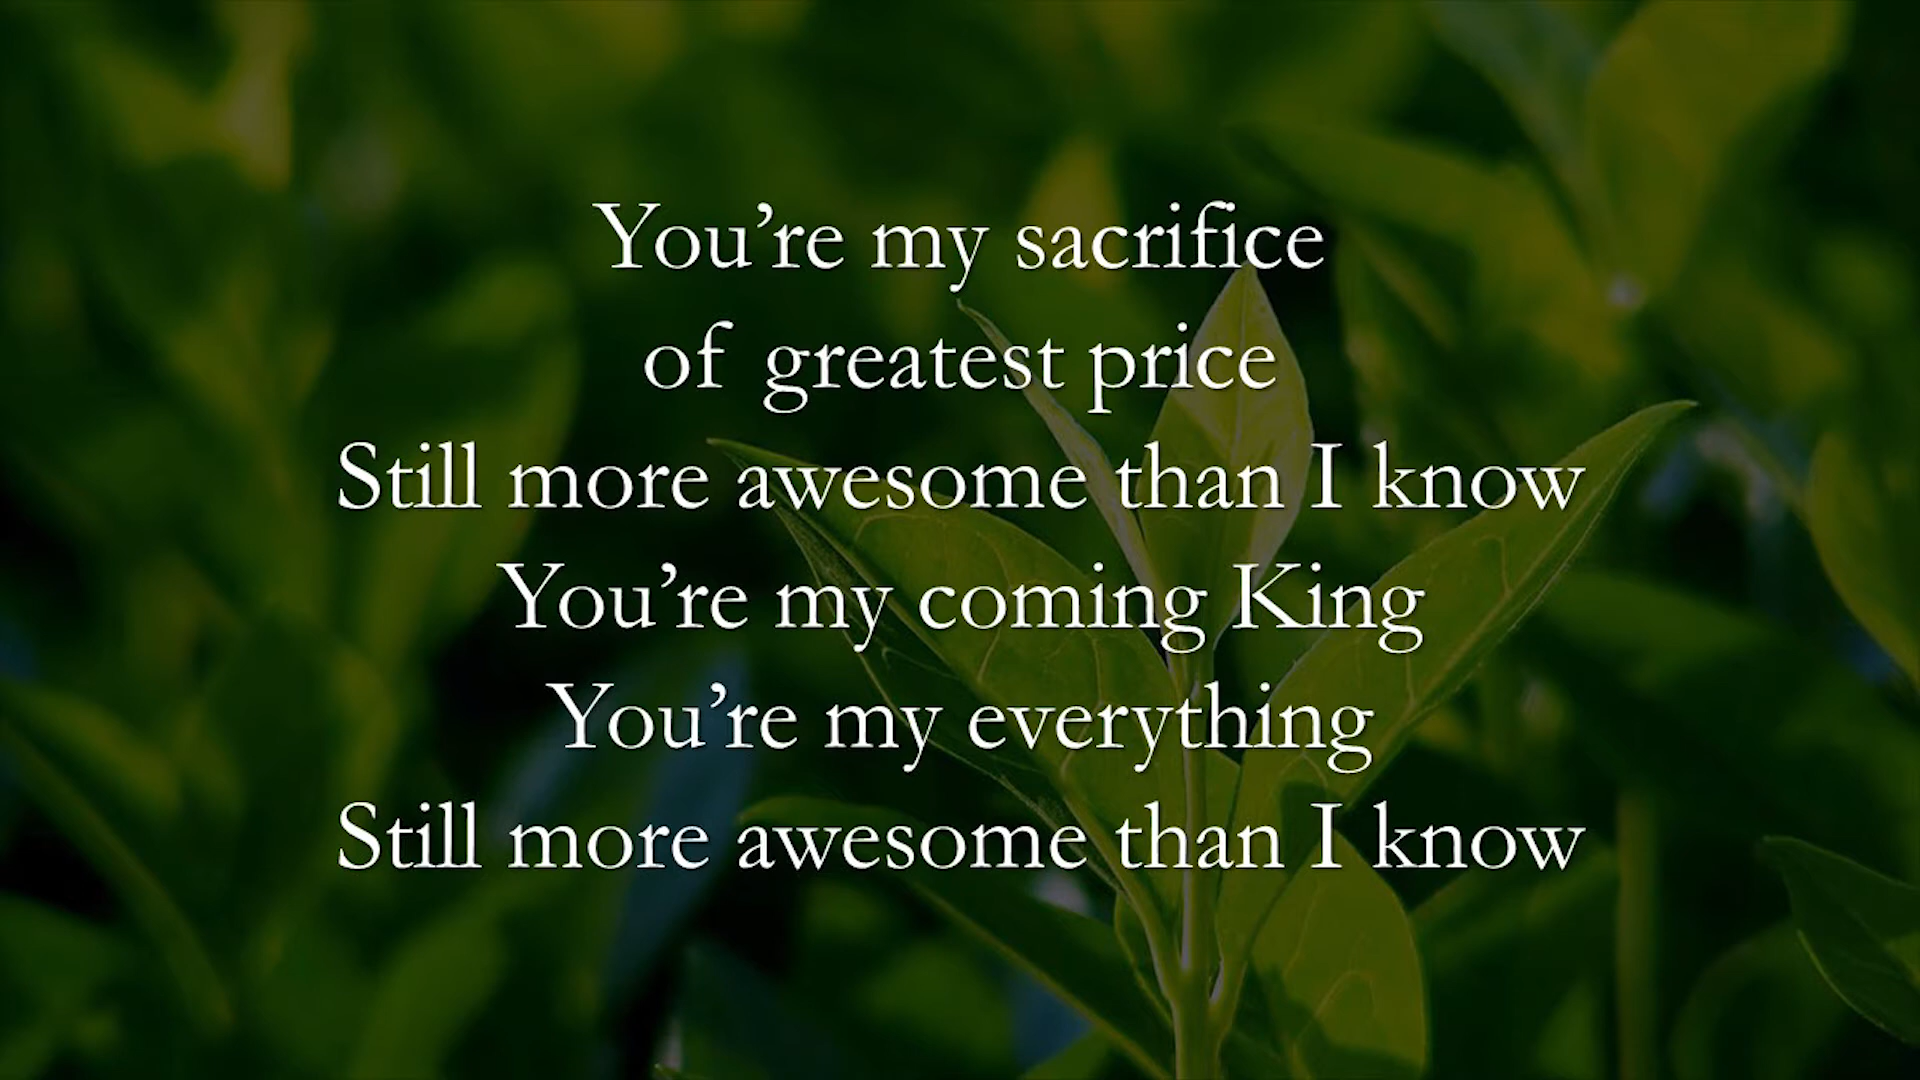 You’re my sacrifice
of greatest price
Still more awesome than I know
You’re my coming King
You’re my everything
Still more awesome than I know